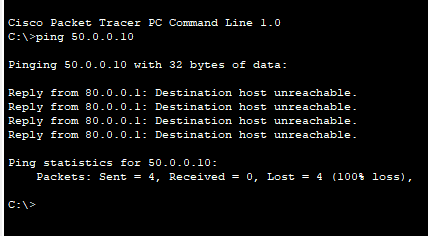 Cisco Packet Tracer PC Command Line 1.0
C:\>ping 50.0.0.10
Pinging 50.0.0.10 with 32 bytes of data:
Reply from 80.0.0.1: Destination host unreachable.
Reply from 80.0.0.1: Destination host unreachable.
Reply from 80.0.0.1: Destination host unreachable.
Reply from 80.0.0.1: Destination host unreachable.
Ping statistics for 50.0.0.10:
Packets: Sent = 4, Received = 0, Lost = 4 (100% loss),
C:\>